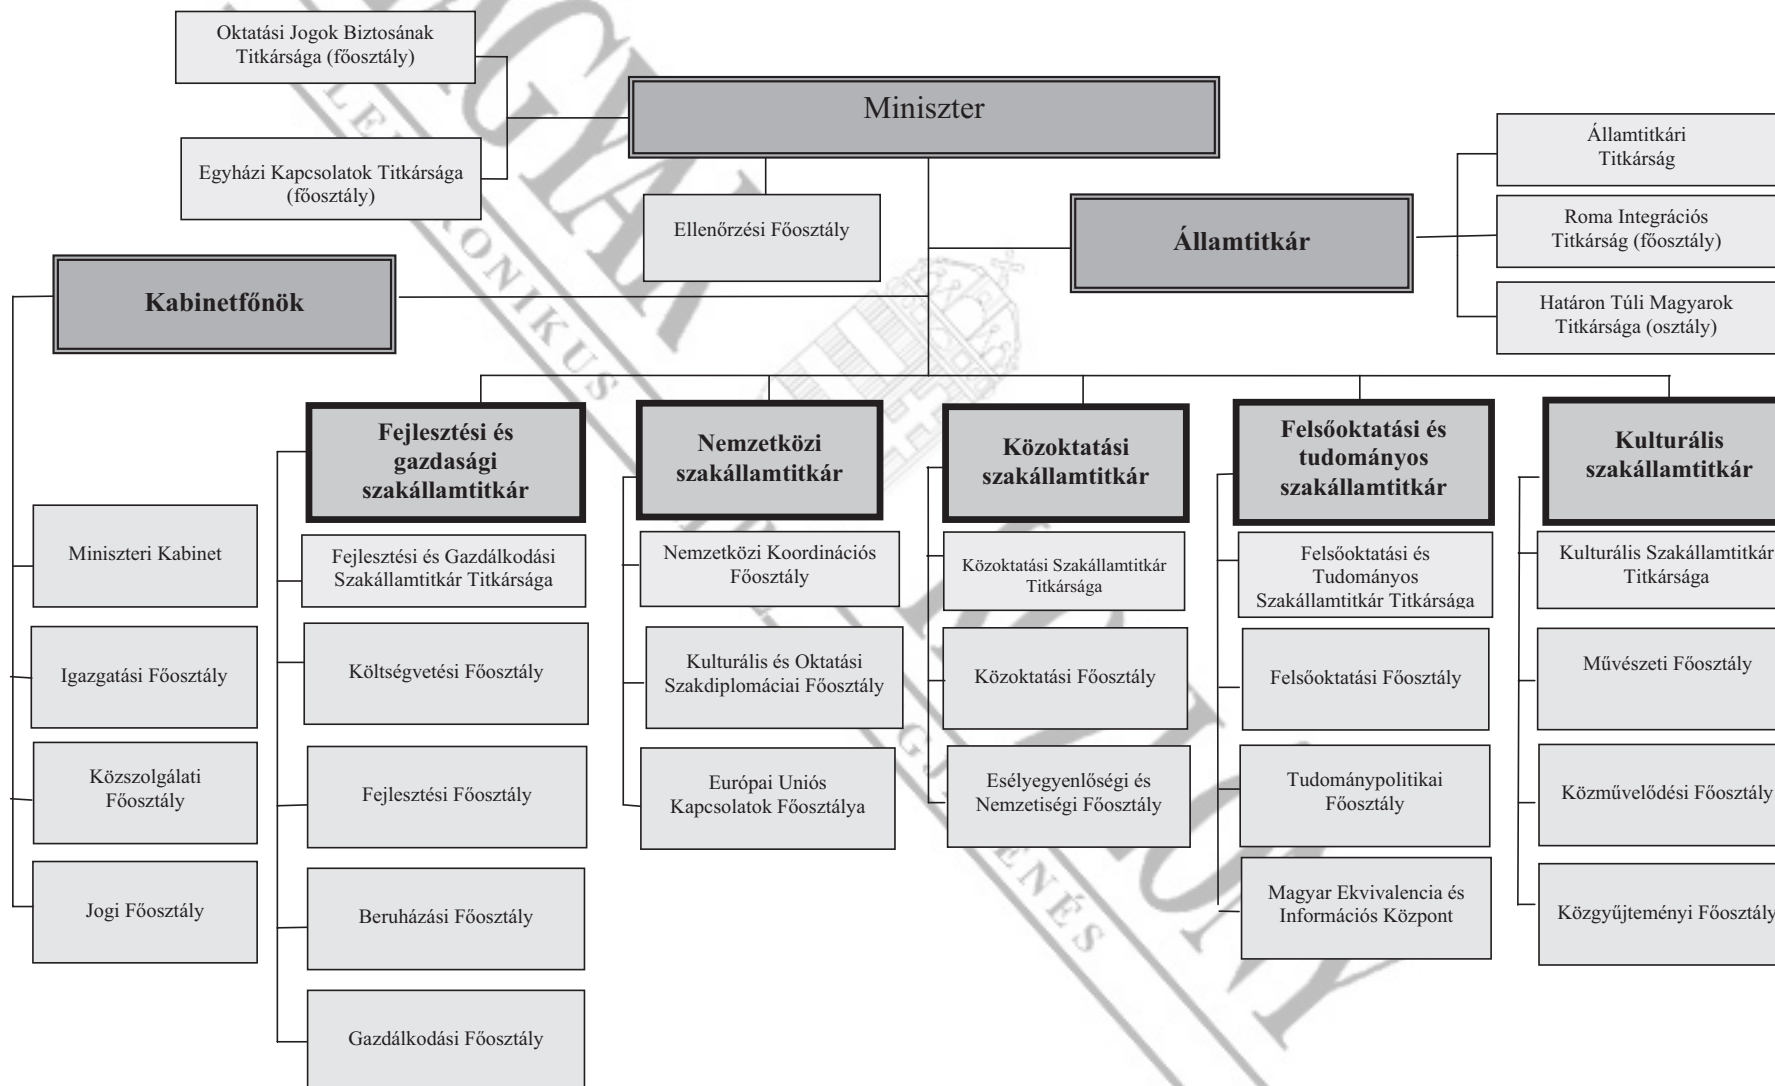 Oktatási Jogok Biztosának
Titkársága (főosztály)
Egyházi Kapcsolatok Titkársága
(főosztály)
Miniszter
Ellenőrzési Főosztály
Államtitkár
Államtitkári
Titkárság
Roma Integrációs
Titkárság (főosztály)
Határon Túli Magyarok
Titkársága (osztály)
Kabinetfőnök
Miniszteri Kabinet
Igazgatási Főosztály
Közszolgálati
Főosztály
Jogi Főosztály
Fejlesztési és
gazdasági
szakállamtitkár
Fejlesztési és Gazdálkodási
Szakállamtitkár Titkársága
Költségvetési Főosztály
Fejlesztési Főosztály
Beruházási Főosztály
Gazdálkodási Főosztály
Nemzetközi
szakállamtitkár
Nemzetközi Koordinációs
Főosztály
Kulturális és Oktatási
Szakdiplomáciai Főosztály
Európai Uniós
Kapcsolatok Főosztálya
Közoktatási
szakállamtitkár
Közoktatási Szakállamtitkár
Titkársága
Közoktatási Főosztály
Esélyegyenlőségi és
Nemzetiségi Főosztály
Felsőoktatási és
tudományos
szakállamtitkár
Felsőoktatási és
Tudományos
Szakállamtitkár Titkársága
Felsőoktatási Főosztály
Tudománypolitikai
Főosztály
Magyar Ekvivalencia és
Információs Központ
Kulturális
szakállamtitkár
Kulturális Szakállamtitkár
Titkársága
Művészeti Főosztály
Közművelődési Főosztály
Közgyűjteményi Főosztály